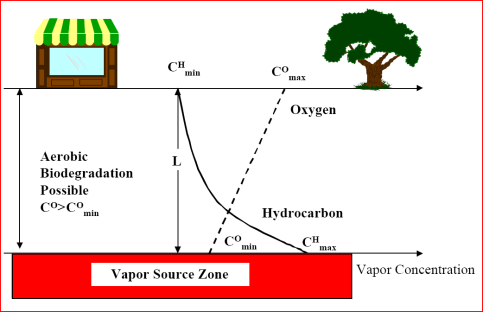 C^H_min
C^O_max
Oxygen
Aerobic
Biodegradation
Possible
C^O>C^O_min
L
Hydrocarbon
C^O_min
C^H_max
Vapor Source Zone
Vapor Concentration